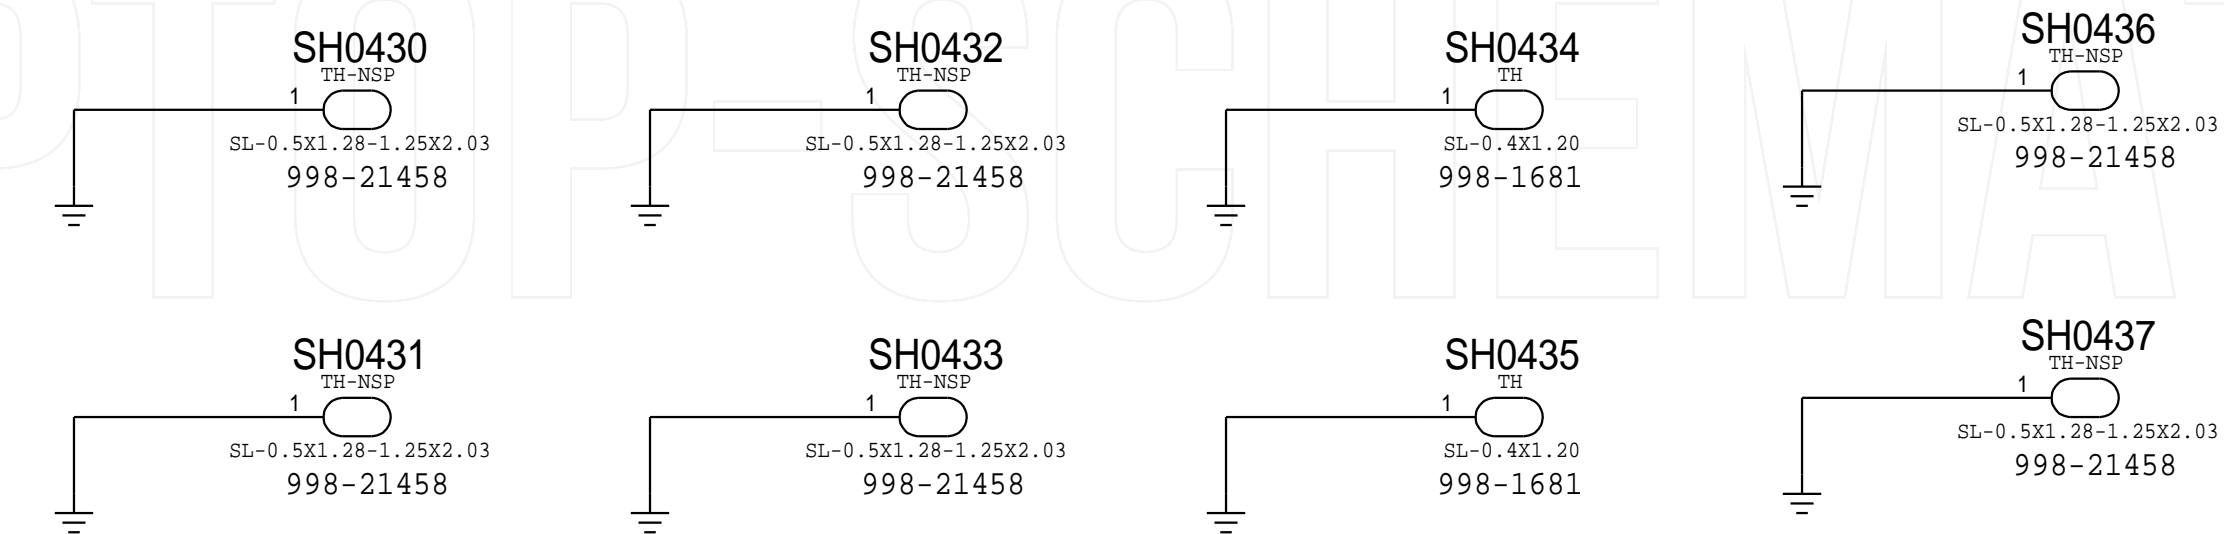 SH0430
TH-NSP
1
SL-0.5X1.28-1.25X2.03
998-21458
SH0432
TH-NSP
1
SL-0.5X1.28-1.25X2.03
998-21458
SH0434
TH
1
SL-0.4X1.20
998-1681
SH0436
TH-NSP
1
SL-0.5X1.28-1.25X2.03
998-21458
SH0431
TH-NSP
1
SL-0.5X1.28-1.25X2.03
998-21458
SH0433
TH-NSP
1
SL-0.5X1.28-1.25X2.03
998-21458
SH0435
TH
1
SL-0.4X1.20
998-1681
SH0437
TH-NSP
1
SL-0.5X1.28-1.25X2.03
998-21458
PTOP-SCHEMA